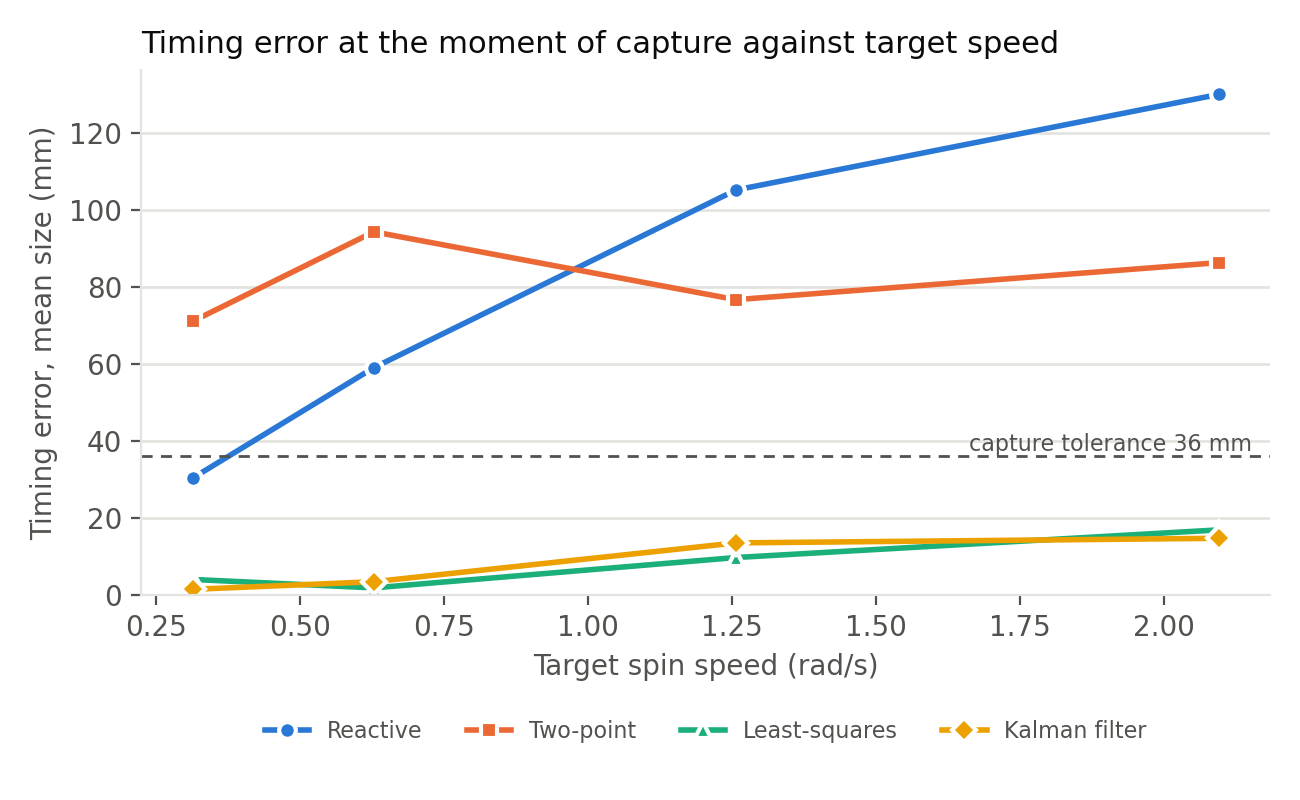 Timing error at the moment of capture against target speed
Timing error, mean size (mm)
120
100
80
60
40
20
0
capture tolerance 36 mm
0.25 0.50 0.75 1.00 1.25 1.50 1.75 2.00
Target spin speed (rad/s)
Reactive Two-point Least-squares Kalman filter